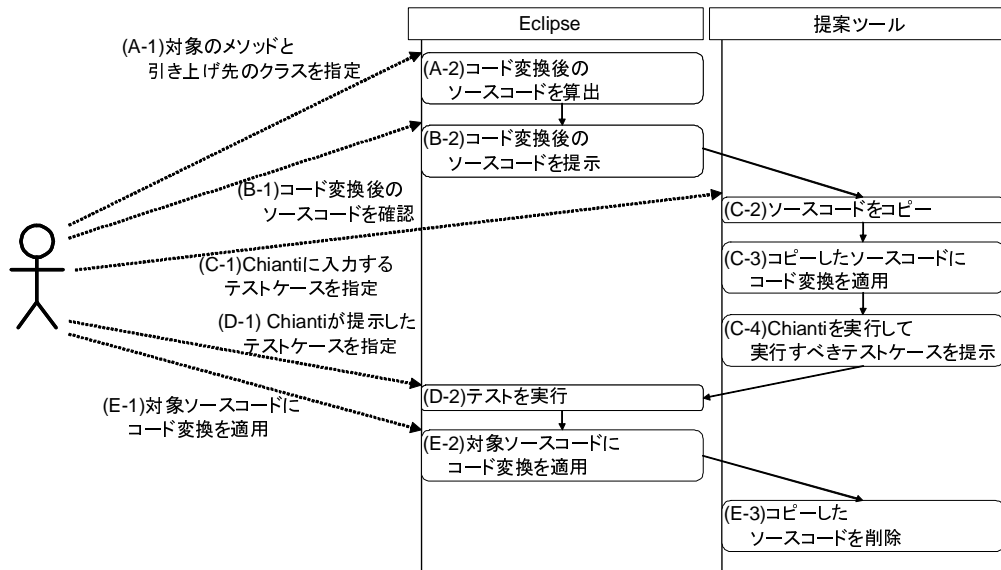 Eclipse
提案ツール
(A-1)対象のメソッドと
引き上げ先のクラスを指定
(A-2)コード変換後の
ソースコードを算出
(B-2)コード変換後の
ソースコードを提示
(B-1)コード変換後の
ソースコードを確認
(C-2)ソースコードをコピー
(C-1)Chiantiに入力する
テストケースを指定
(C-3)コピーしたソースコードに
コード変換を適用
(D-1) Chiantiが提示した
テストケースを指定
(C-4)Chiantiを実行して
実行すべきテストケースを提示
(D-2)テストを実行
(E-1)対象ソースコードに
コード変換を適用
(E-2)対象ソースコードに
コード変換を適用
(E-3)コピーした
ソースコードを削除